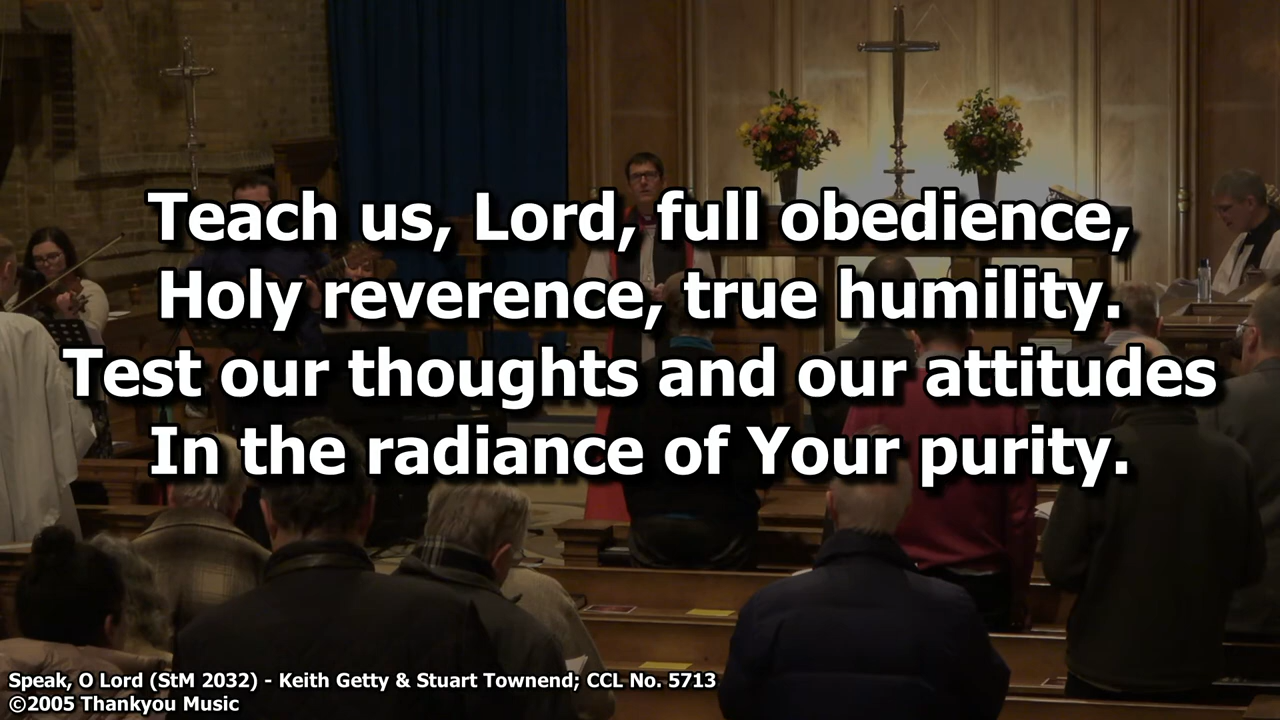 Teach us, Lord, full obedience,
Holy reverence, true humility.
Test our thoughts and our attitudes
In the radiance of Your purity.
Speak, O Lord (StM 2032) - Keith Getty & Stuart Townend; CCL No. 5713
©2005 Thankyou Music